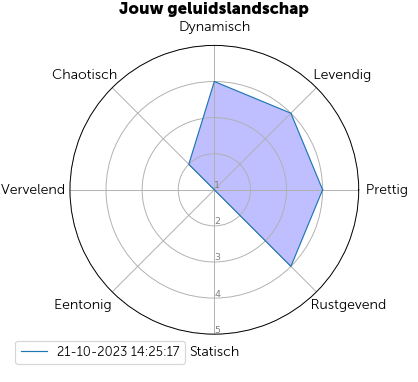 Jouw geluidslandschap
Dynamisch
Chaotisch
Levendig
Vervelend
1
Prettig
2
3
4
Eentonig
Rustgevend
5
21-10-2023 14:25:17
Statisch